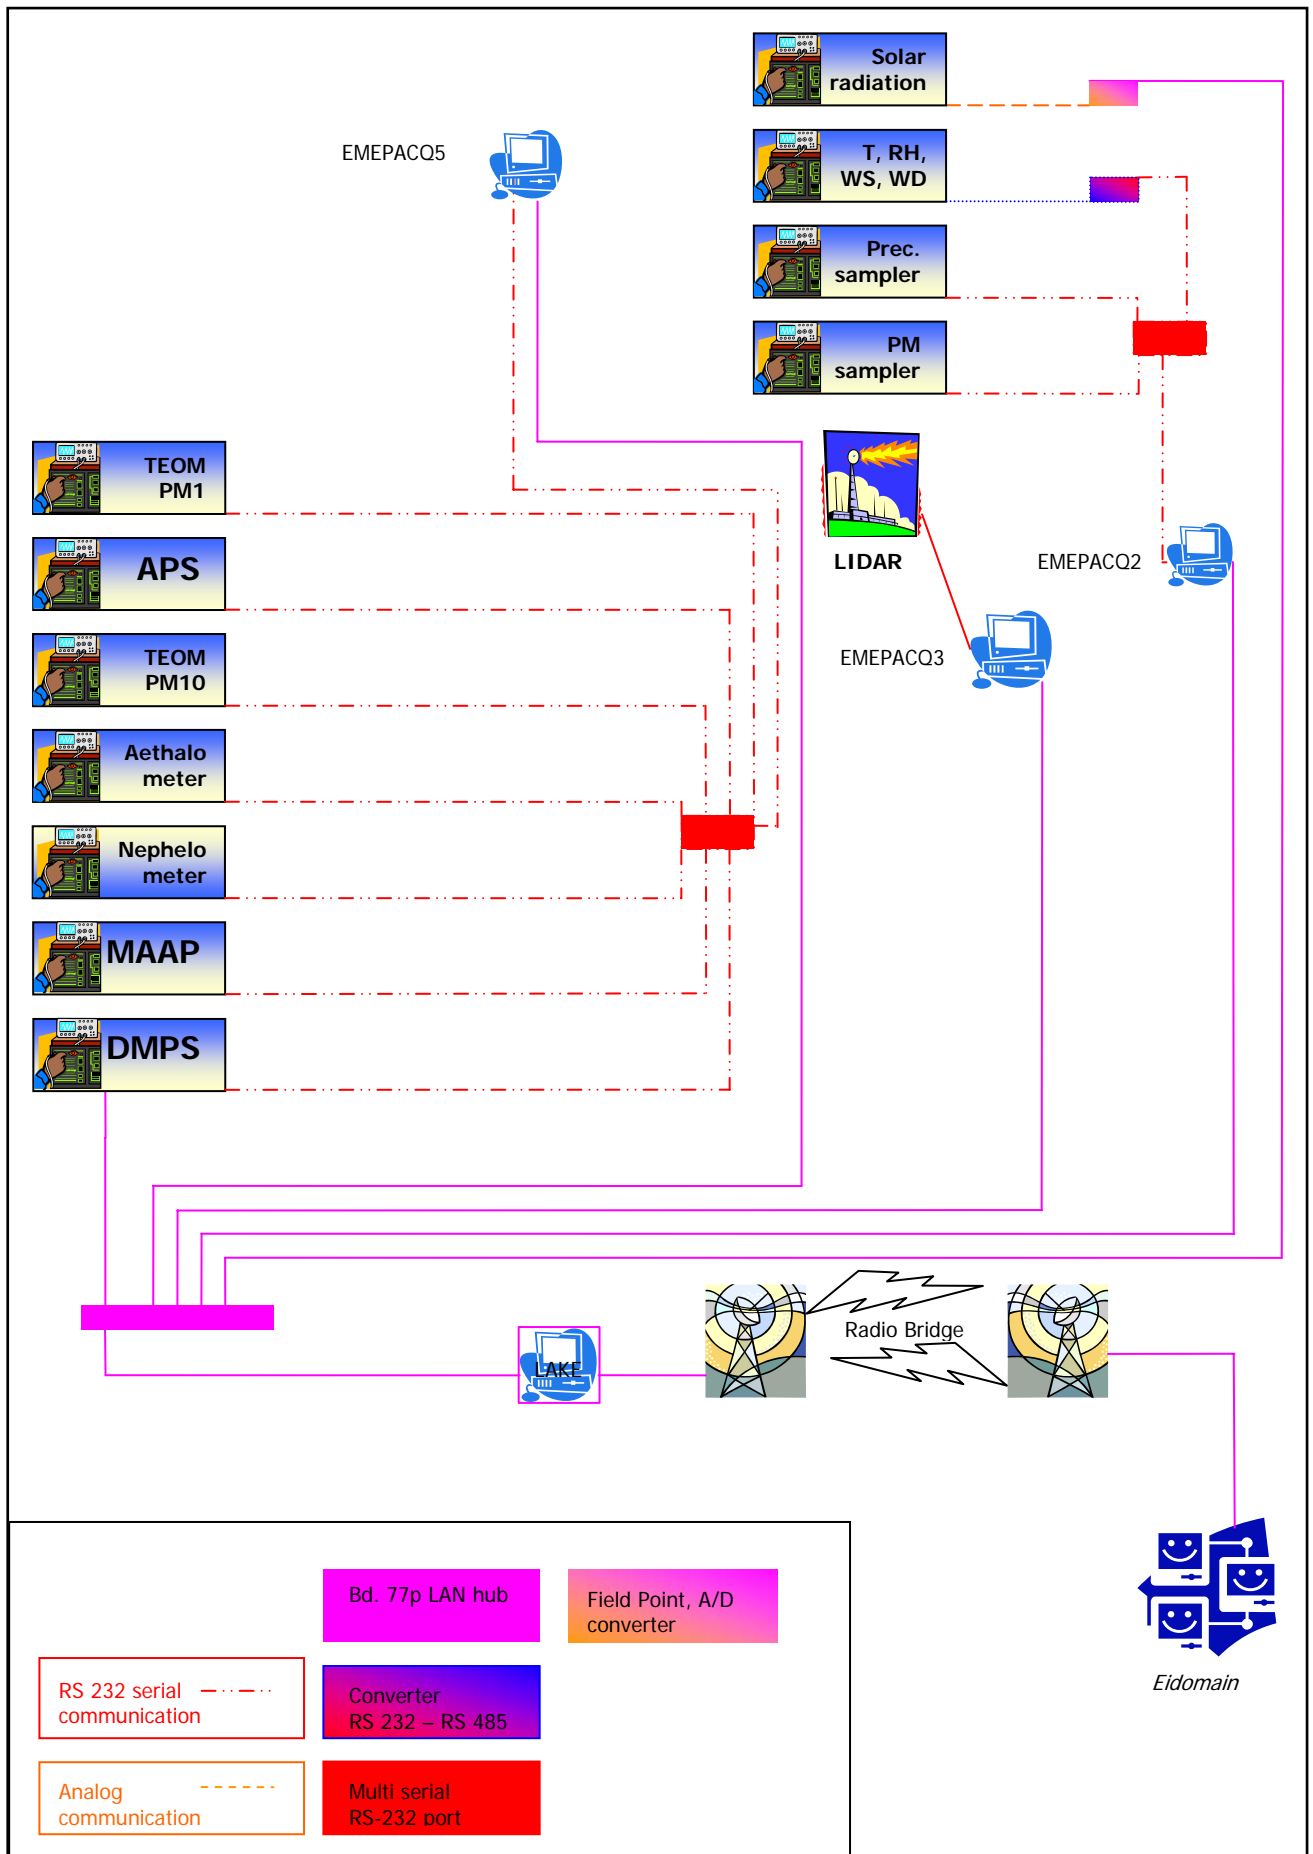 Solar
radiation
EMEPACQ5
T, RH,
WS, WD
Prec.
sampler
PM
sampler
TEOM
PM1
LIDAR
EMEPACQ2
APS
TEOM
PM10
EMEPACQ3
Aethalo
meter
Nephelo
meter
MAAP
DMPS
Radio Bridge
LAKE
Bd. 77p LAN hub
Field Point, A/D
converter
RS 232 serial
communication
Converter
RS 232 – RS 485
Eidomain
Analog
communication
Multi serial
RS-232 port